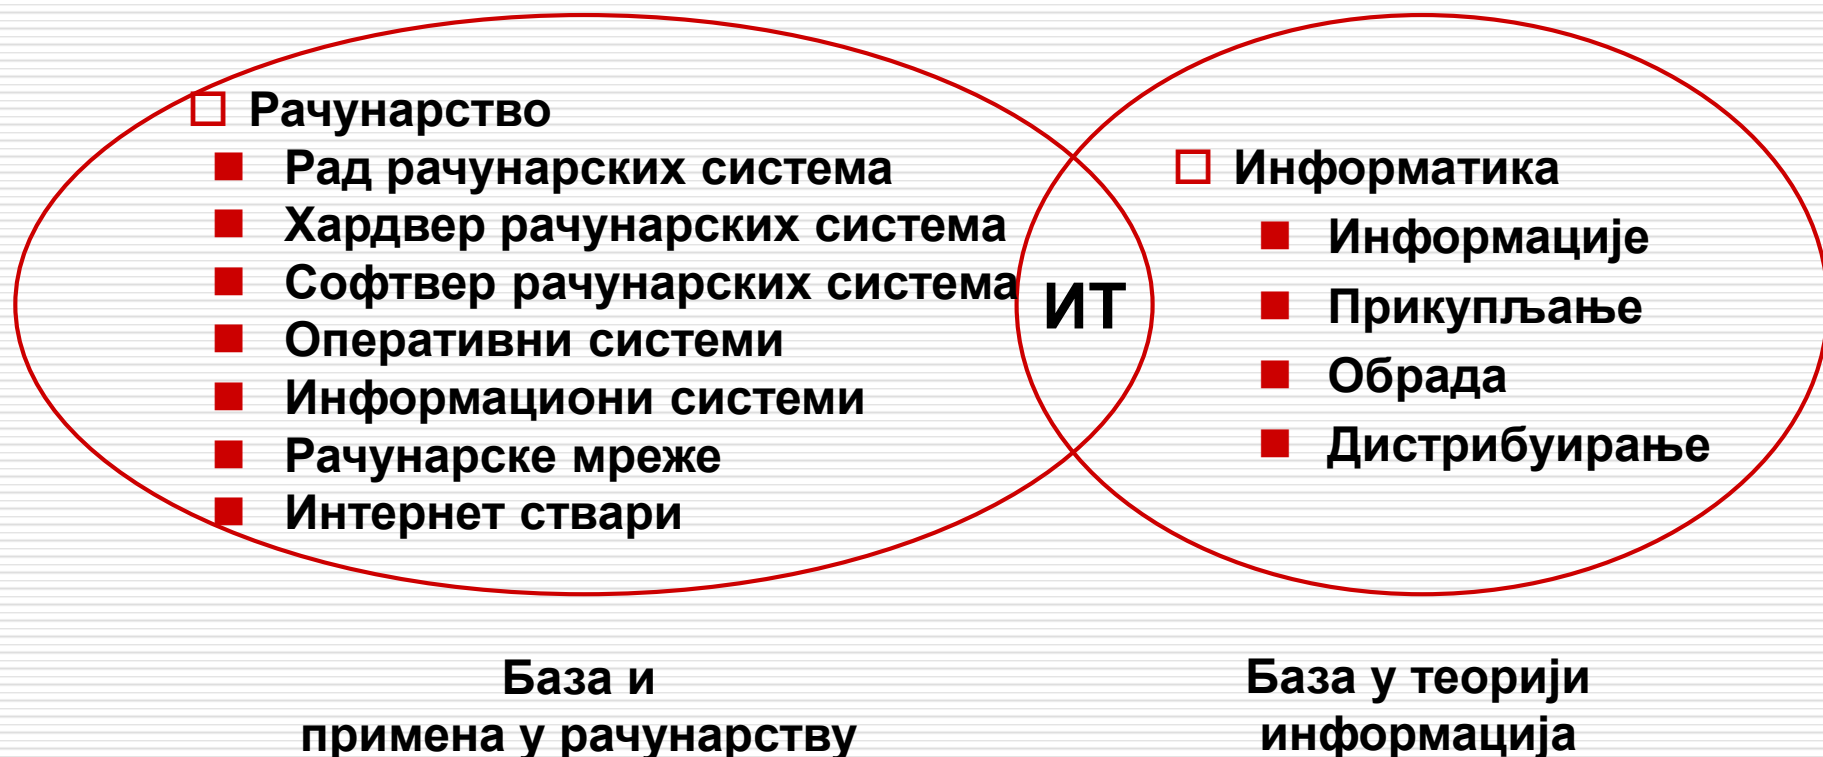 Рачунарство
Рад рачунарских система
Хардвер рачунарских система
Софтвер рачунарских система
Оперативни системи
Информациони системи
Рачунарске мреже
Интернет ствари
ИТ
Информатика
Информације
Прикупљање
Обрада
Дистрибуирање
База и
примена у рачунарству
База у теорији
информација